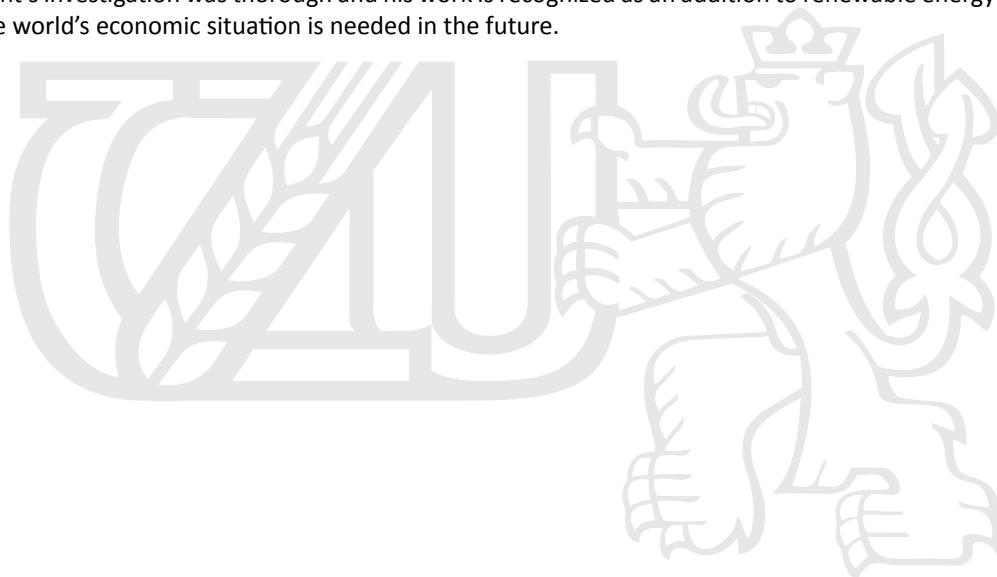 nt's investigation was thorough and his work is recognized as an addition to renewable energy
e world's economic situation is needed in the future.